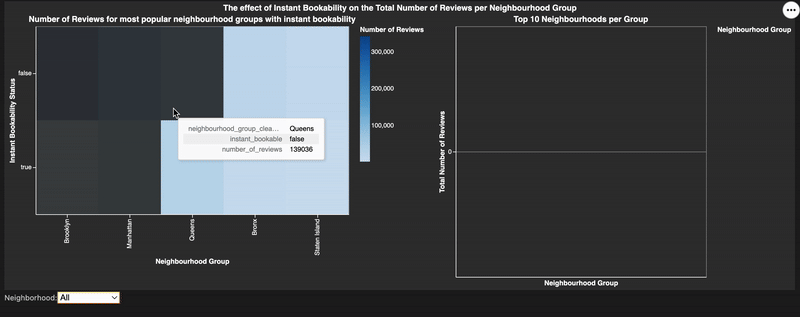 The effect of Instant Bookability on the Total Number of Reviews per Neighbourhood Group
Number of Reviews for most popular neighbourhood groups with instant bookability
Instant Bookability Status
false
true
Brooklyn
Manhattan
Queens
Bronx
Staten Island
Neighbourhood Group
neighbourhood_group_clea… Queens
instant_bookable false
number_of_reviews 139036
Number of Reviews
300,000
200,000
100,000
Top 10 Neighbourhoods per Group
Total Number of Reviews
0
Neighbourhood Group
Neighbourhood Group
Neighborhood: All